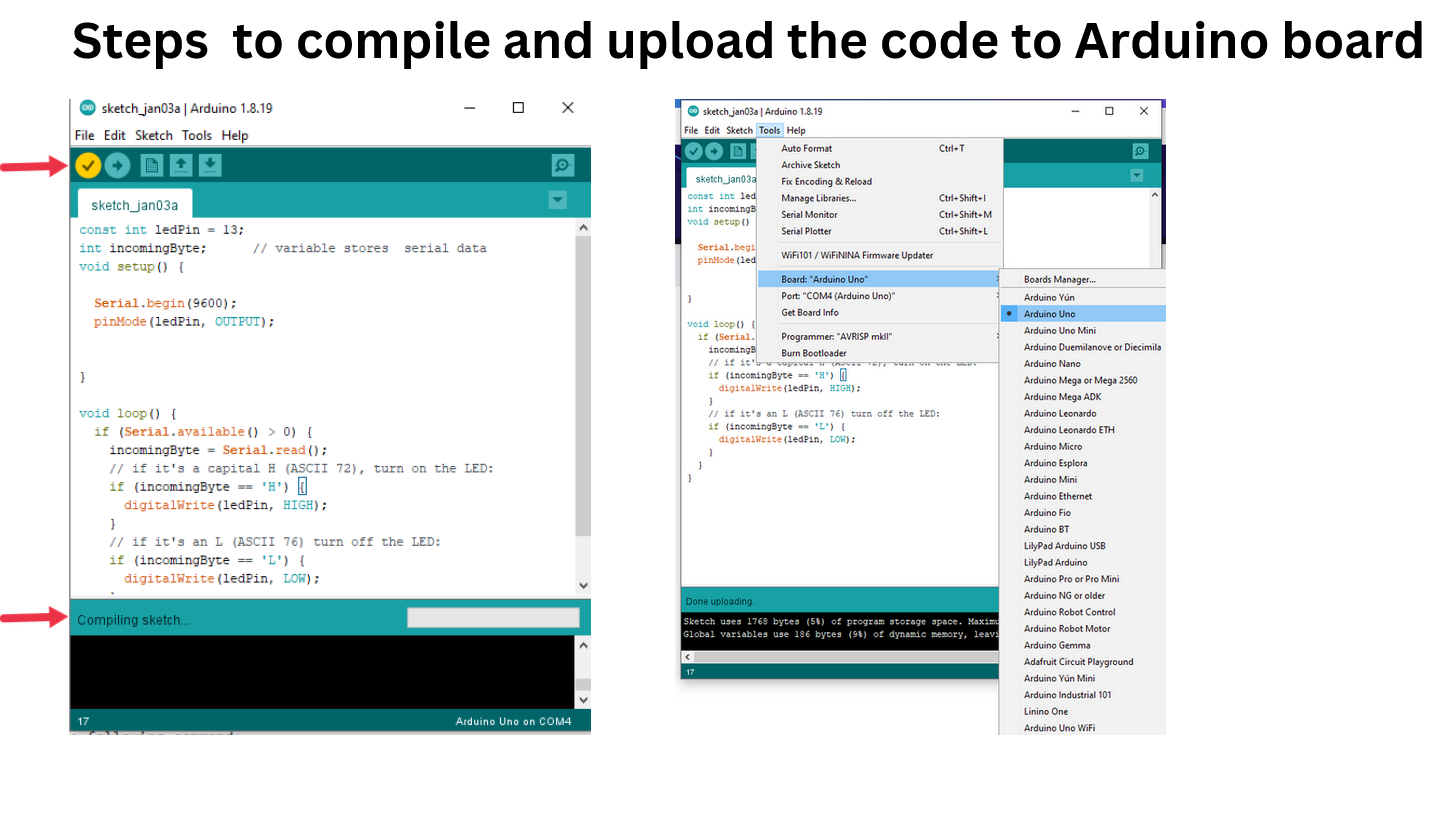 Steps  to compile and upload the code to Arduino board
sketch_jan03a | Arduino 1.8.19
File Edit Sketch Tools Help
sketch_jan03a
const int ledPin = 13;
int incomingByte;      // variable stores  serial data
void setup() {
Serial.begin(9600);
pinMode(ledPin, OUTPUT);
}
void loop() {
if (Serial.available() > 0) {
incomingByte = Serial.read();
// if it's a capital H (ASCII 72), turn on the LED:
if (incomingByte == 'H') {
digitalWrite(ledPin, HIGH);
}
// if it's an L (ASCII 76) turn off the LED:
if (incomingByte == 'L') {
digitalWrite(ledPin, LOW);
Compiling sketch...
17 Arduino Uno on COM4
sketch_jan03a | Arduino 1.8.19
File Edit Sketch Tools Help
sketch_jan03a
const int led
int incomingB
void setup()
Serial.begi
pinMode(led
}
void loop() {
if (Serial.
incomingB
if (incomingByte == 'H') {
digitalWrite(ledPin, HIGH);
}
// if it's an L (ASCII 76) turn off the LED:
if (incomingByte == 'L') {
digitalWrite(ledPin, LOW);
}
}
}
Auto Format Ctrl+T
Archive Sketch
Fix Encoding & Reload
Manage Libraries... Ctrl+Shift+I
Serial Monitor Ctrl+Shift+M
Serial Plotter Ctrl+Shift+L
WiFi101 / WiFiNINA Firmware Updater
Board: "Arduino Uno"
Port: "COM4 (Arduino Uno)"
Get Board Info
Programmer: "AVRISP mkII"
Burn Bootloader
Boards Manager...
Arduino Yún
Arduino Uno
Arduino Uno Mini
Arduino Duemilanove or Diecimila
Arduino Nano
Arduino Mega or Mega 2560
Arduino Mega ADK
Arduino Leonardo
Arduino Leonardo ETH
Arduino Micro
Arduino Esplora
Arduino Mini
Arduino Ethernet
Arduino Fio
Arduino BT
LilyPad Arduino USB
LilyPad Arduino
Arduino Pro or Pro Mini
Arduino NG or older
Arduino Robot Control
Arduino Robot Motor
Arduino Gemma
Adafruit Circuit Playground
Arduino Yún Mini
Arduino Industrial 101
Linino One
Arduino Uno WiFi
Done uploading.
Sketch uses 1768 bytes (5%) of program storage space. Maximu
Global variables use 186 bytes (9%) of dynamic memory, leavi
17